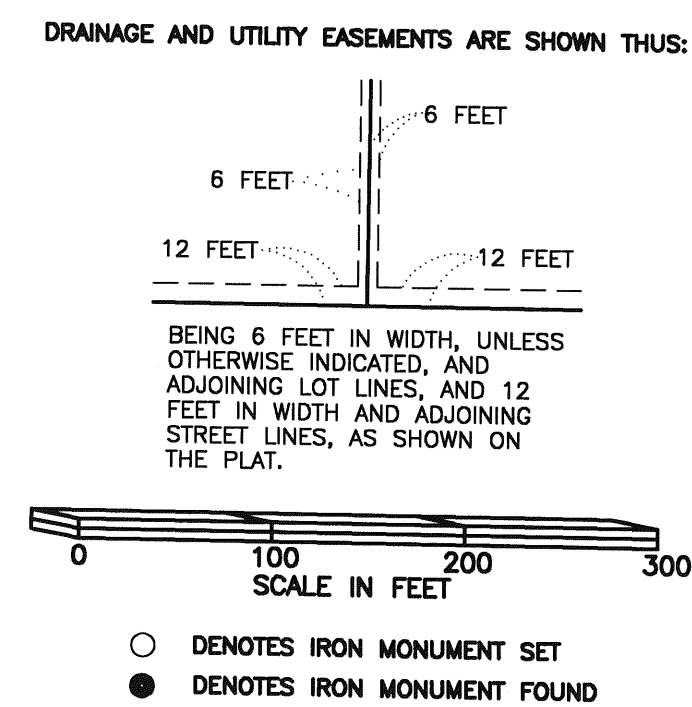 DRAINAGE AND UTILITY EASEMENTS ARE SHOWN THUS:
6 FEET
6 FEET
12 FEET
12 FEET
BEING 6 FEET IN WIDTH, UNLESS
OTHERWISE INDICATED, AND
ADJOINING LOT LINES, AND 12
FEET IN WIDTH AND ADJOINING
STREET LINES, AS SHOWN ON
THE PLAT.
0 100 200 300
SCALE IN FEET
DENOTES IRON MONUMENT SET
DENOTES IRON MONUMENT FOUND